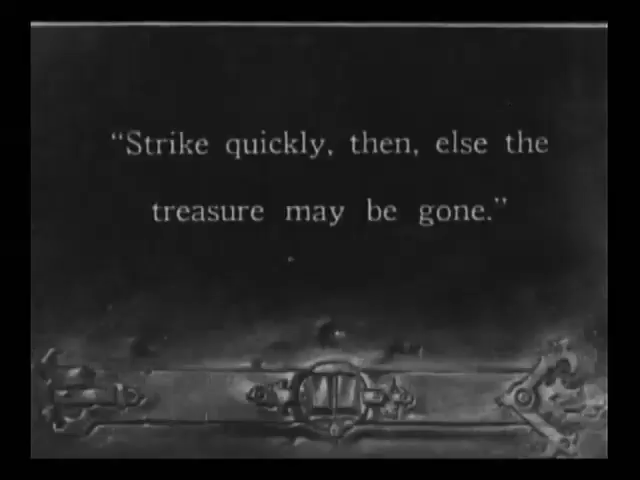 “Strike quickly, then, else the
treasure may be gone.”